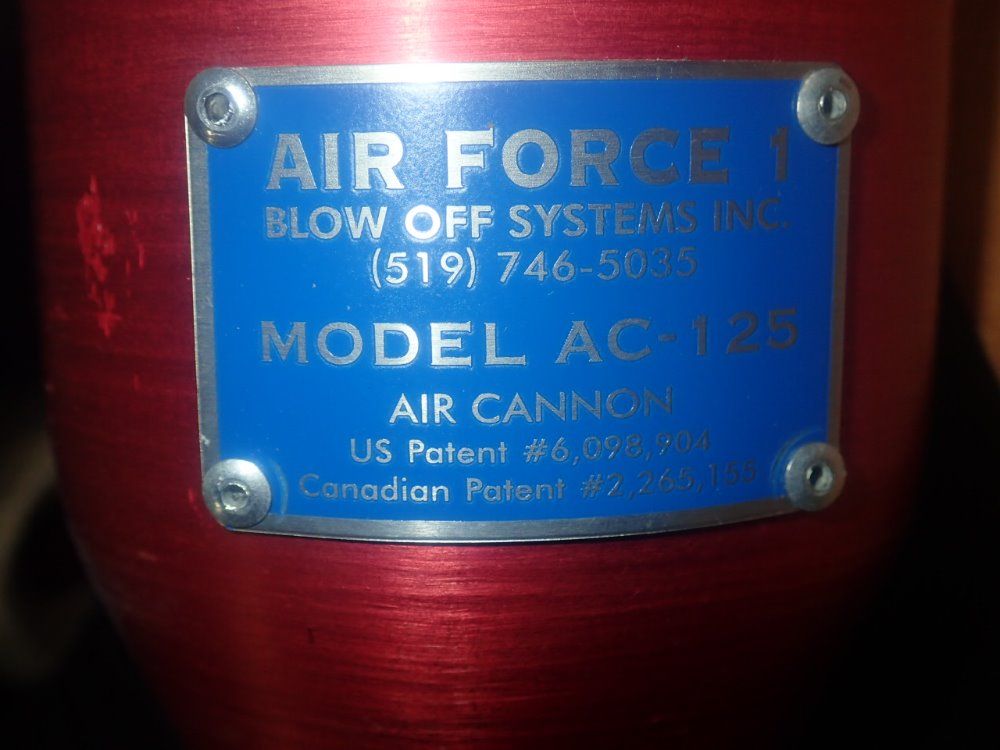 AIR FORCE 1
BLOW OFF SYSTEMS INC.
(519) 746-5035
MODEL AC-125
AIR CANNON
US Patent #6,098,904
Canadian Patent #2,265,155